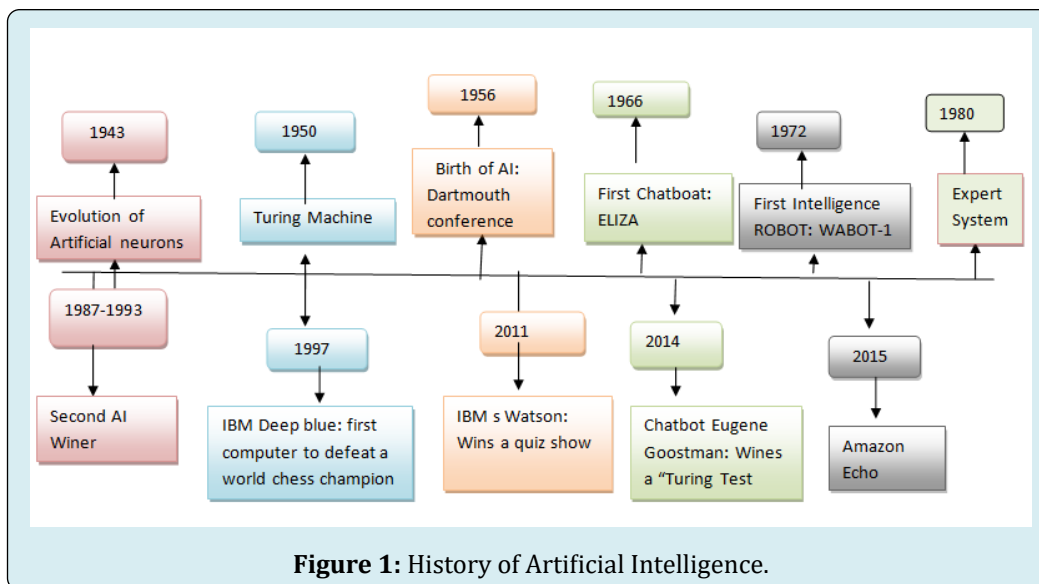 1943
1950
1956
1966
1972
1980
Evolution of
Artificial neurons
Turing Machine
Birth of AI:
Dartmouth
conference
First Chatboat:
ELIZA
First Intelligence
ROBOT: WABOT-1
Expert
System
1987-1993
1997
2011
2014
2015
Second AI
Winer
IBM Deep blue: first
computer to defeat a
world chess champion
IBM s Watson:
Wins a quiz show
Chatbot Eugene
Goostman: Wines
a “Turing Test
Amazon
Echo
Figure 1: History of Artificial Intelligence.